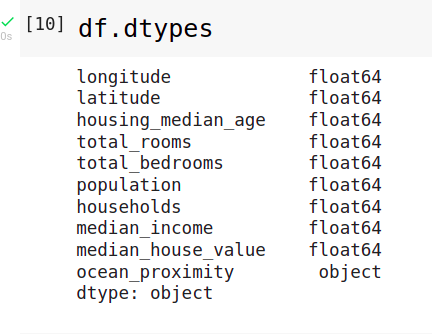 [10] df.dtypes
0s
longitude float64
latitude float64
housing_median_age float64
total_rooms float64
total_bedrooms float64
population float64
households float64
median_income float64
median_house_value float64
ocean_proximity object
dtype: object